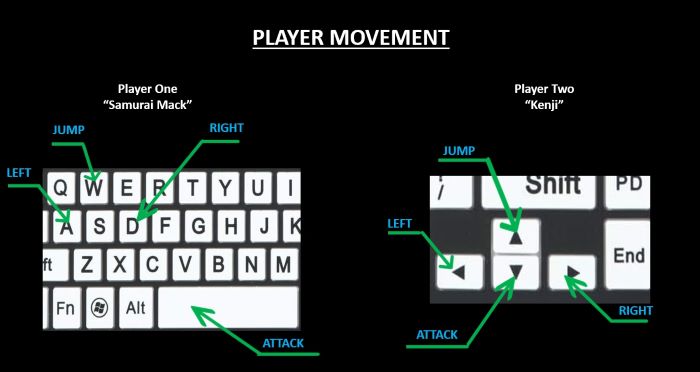 PLAYER MOVEMENT
Player One
“Samurai Mack”
Player Two
“Kenji”
JUMP
RIGHT
LEFT
Q W E R T Y U I
A S D F G H J K
ft Z X C V B N M
Fn Alt
ATTACK
JUMP
/ Shift PD
LEFT
End
RIGHT
ATTACK